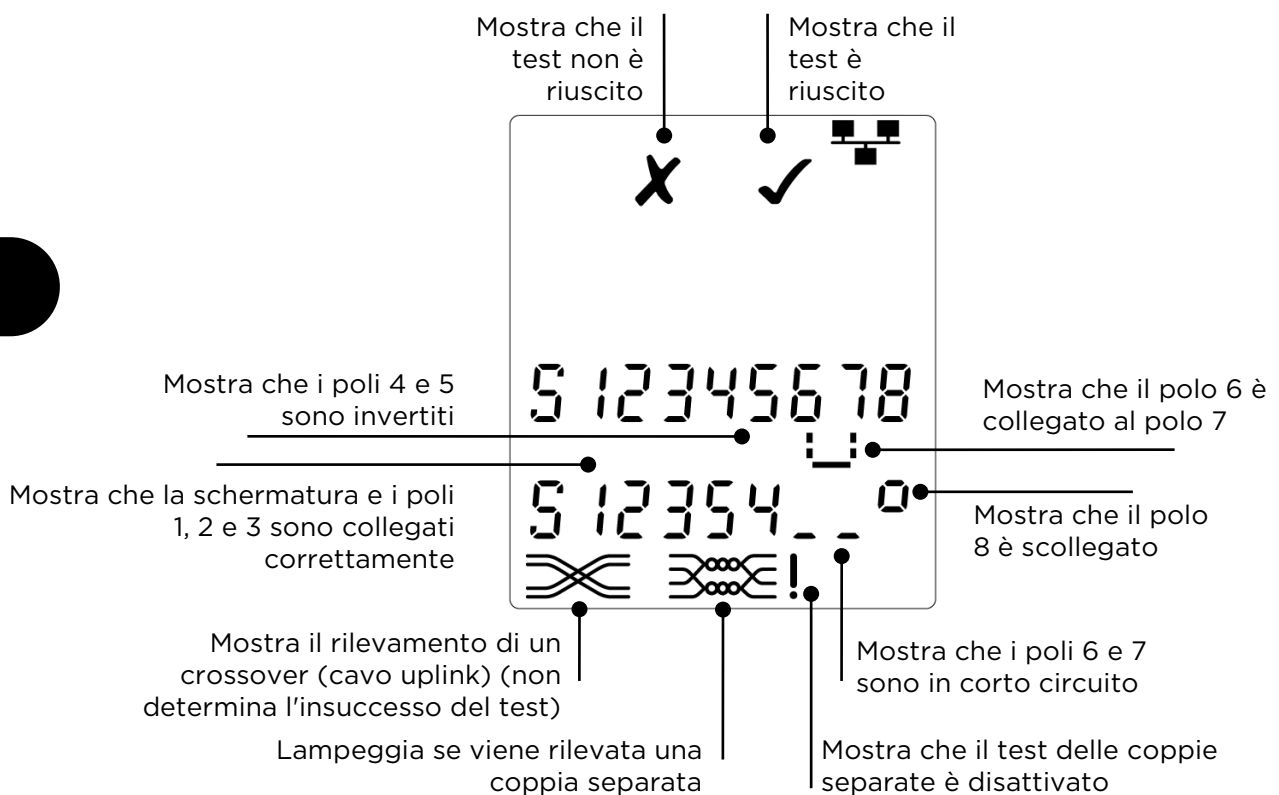 Mostra che il
test non è
riuscito
Mostra che il
test è
riuscito
S12345678
Mostra che i poli 4 e 5
sono invertiti
Mostra che il polo 6 è
collegato al polo 7
Mostra che la schermatura e i poli
1, 2 e 3 sono collegati
correttamente
S12354_ _ o
!
Mostra che il polo
8 è scollegato
Mostra il rilevamento di un
crossover (cavo uplink) (non
determina l'insuccesso del test)
Mostra che i poli 6 e 7
sono in corto circuito
Lampeggia se viene rilevata una
coppia separata
Mostra che il test delle coppie
separate è disattivato